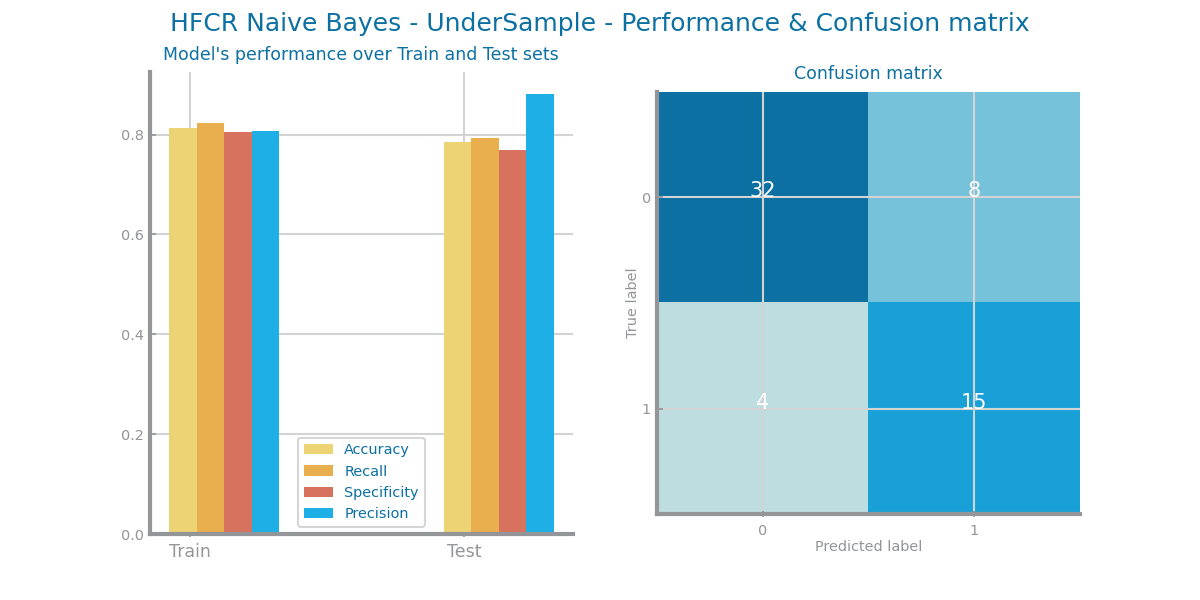 HFCR Naive Bayes - UnderSample - Performance & Confusion matrix
Model's performance over Train and Test sets
0.8
0.6
0.4
0.2
0.0
Train
Test
Accuracy
Recall
Specificity
Precision
Confusion matrix
True label
0
1
32
8
4
15
0
1
Predicted label